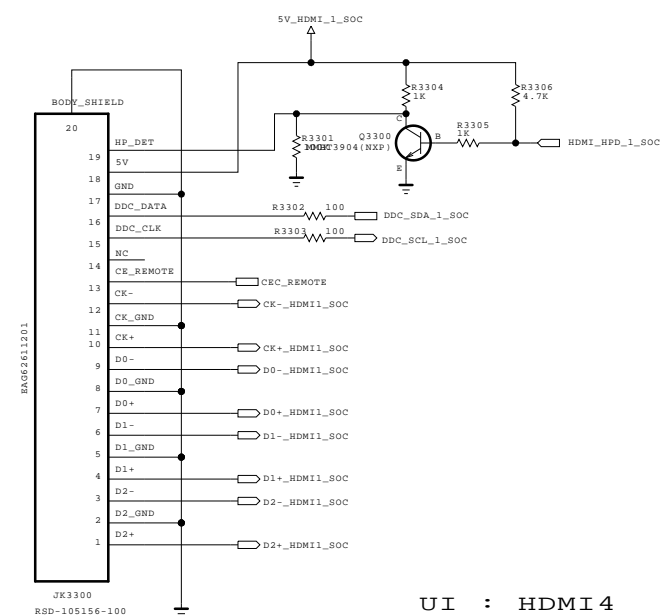 5V_HDMI_1_SOC
BODY_SHIELD
20
R3304
1K
R3306
4.7K
C
Q3300
B
R3305
1K
HDMI_HPD_1_SOC
R3301
MMBT3904(NXP)
E
19 HP_DET
18 5V
17 GND
R3302 100
16 DDC_DATA
DDC_SDA_1_SOC
R3303 100
15 DDC_CLK
DDC_SCL_1_SOC
14 NC
13 CE_REMOTE
CEC_REMOTE
12 CK-
CK-_HDMI1_SOC
11 CK_GND
10 CK+
CK+_HDMI1_SOC
9 D0-
D0-_HDMI1_SOC
8 D0_GND
7 D0+
D0+_HDMI1_SOC
6 D1-
D1-_HDMI1_SOC
5 D1_GND
4 D1+
D1+_HDMI1_SOC
3 D2-
D2-_HDMI1_SOC
2 D2_GND
1 D2+
D2+_HDMI1_SOC
EAG62611201
JK3300
RSD-105156-100
UI : HDMI4